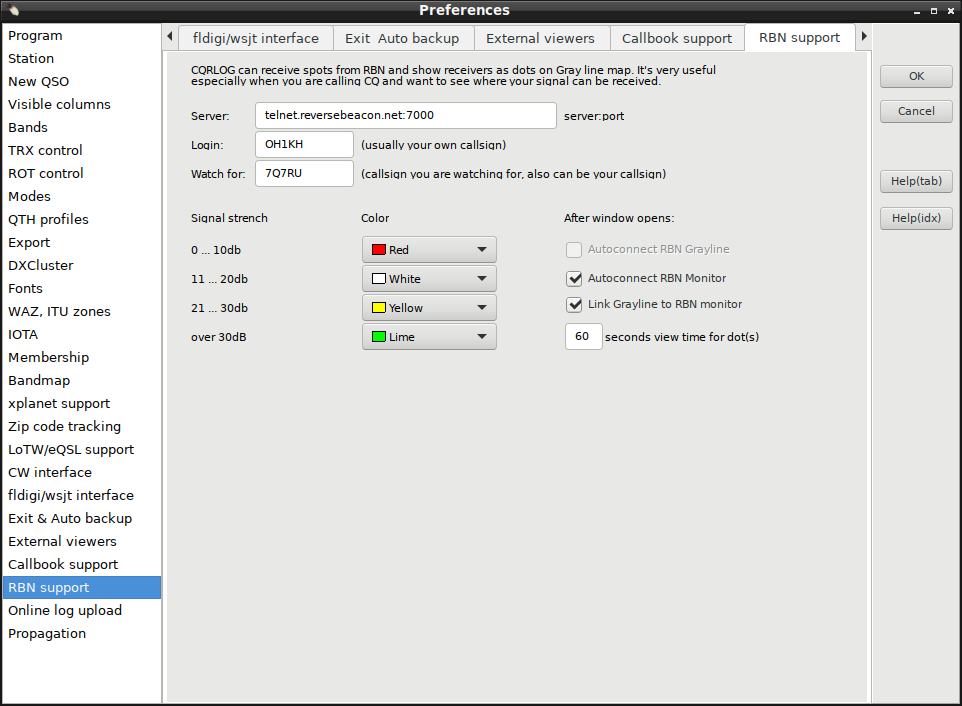 Preferences
Program
Station
New QSO
Visible columns
Bands
TRX control
ROT control
Modes
QTH profiles
Export
DXCluster
Fonts
WAZ, ITU zones
IOTA
Membership
Bandmap
xplanet support
Zip code tracking
LoTW/eQSL support
CW interface
fldigi/wsjt interface
Exit & Auto backup
External viewers
Callbook support
RBN support
Online log upload
Propagation
fldigi/wsjt interface
Exit  Auto backup
External viewers
Callbook support
RBN support
CQRLOG can receive spots from RBN and show receivers as dots on Gray line map. It's very useful
especially when you are calling CQ and want to see where your signal can be received.
Server: telnet.reversebeacon.net:7000 server:port
Login: OH1KH (usually your own callsign)
Watch for: 7Q7RU (callsign you are watching for, also can be your callsign)
Signal strench Color After window opens:
0 ... 10db Red Autoconnect RBN Grayline
11 ... 20db White Autoconnect RBN Monitor
21 ... 30db Yellow Link Grayline to RBN monitor
over 30dB Lime 60 seconds view time for dot(s)
OK
Cancel
Help(tab)
Help(idx)